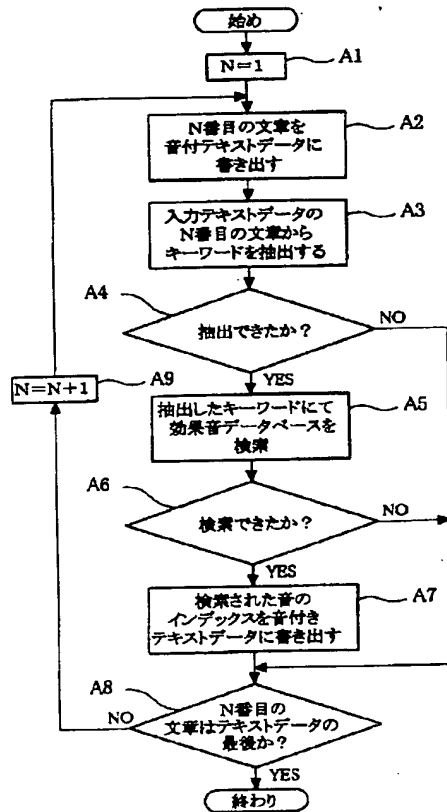 始め
N=1
A1
N番目の文章を
音付テキストデータに
書き出す
A2
入力テキストデータの
N番目の文章から
キーワードを抽出する
A3
A4
抽出できたか?
NO
YES
N=N+1
A9
抽出したキーワードにて
効果音データベースを
検索
A5
A6
検索できたか?
NO
YES
検索された音の
インデックスを音付き
テキストデータに書き出す
A7
A8
N番目の
文章はテキストデータの
最後か?
NO
YES
終わり